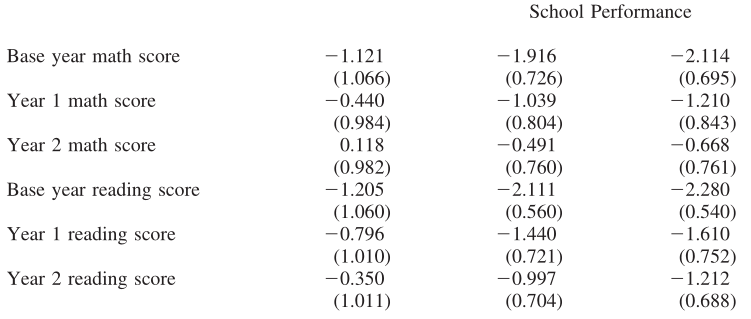 School Performance
Base year math score −1.121 −1.916 −2.114
(1.066) (0.726) (0.695)
Year 1 math score −0.440 −1.039 −1.210
(0.984) (0.804) (0.843)
Year 2 math score 0.118 −0.491 −0.668
(0.982) (0.760) (0.761)
Base year reading score −1.205 −2.111 −2.280
(1.060) (0.560) (0.540)
Year 1 reading score −0.796 −1.440 −1.610
(1.010) (0.721) (0.752)
Year 2 reading score −0.350 −0.997 −1.212
(1.011) (0.704) (0.688)